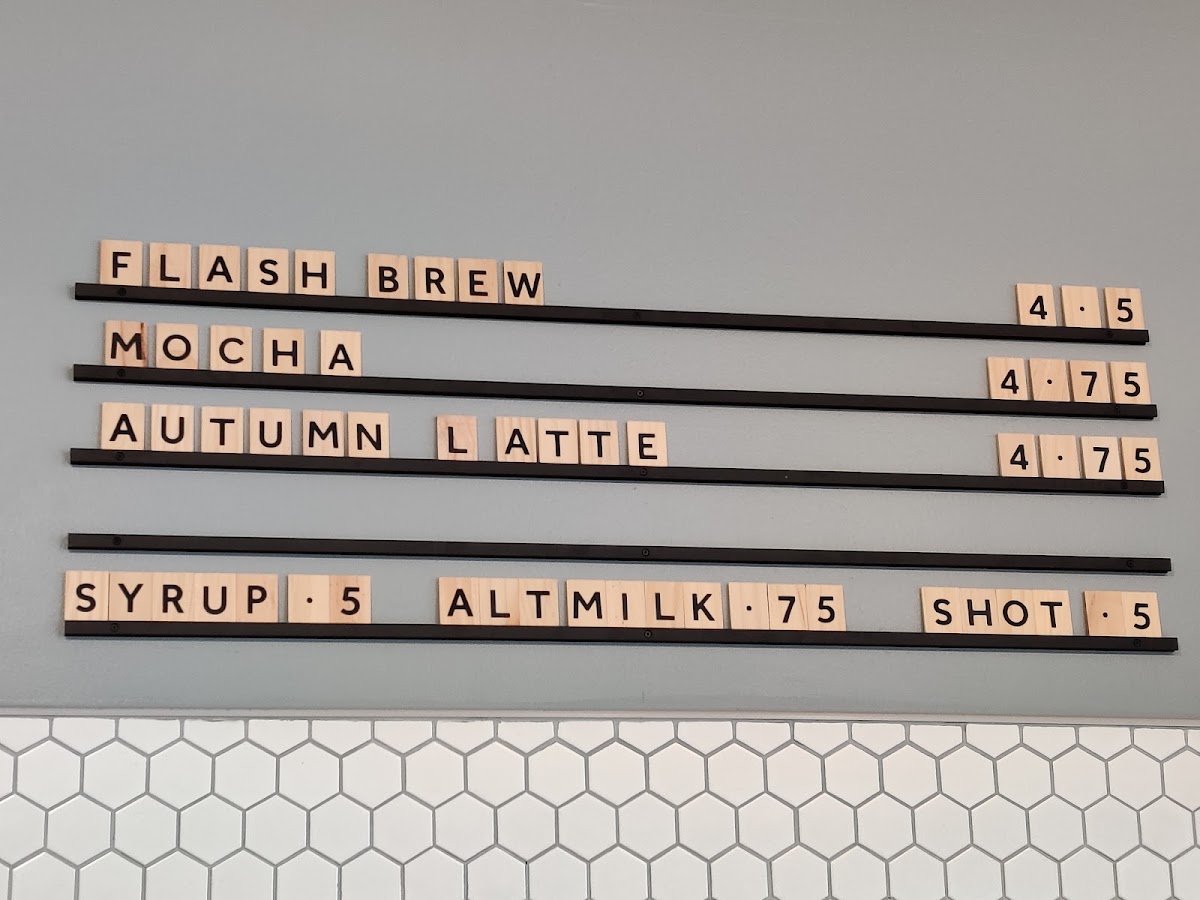 FLASH BREW 4·5
MOCHA 4·75
AUTUMN LATTE 4·75
SYRUP ·5 ALTMILK ·75 SHOT ·5